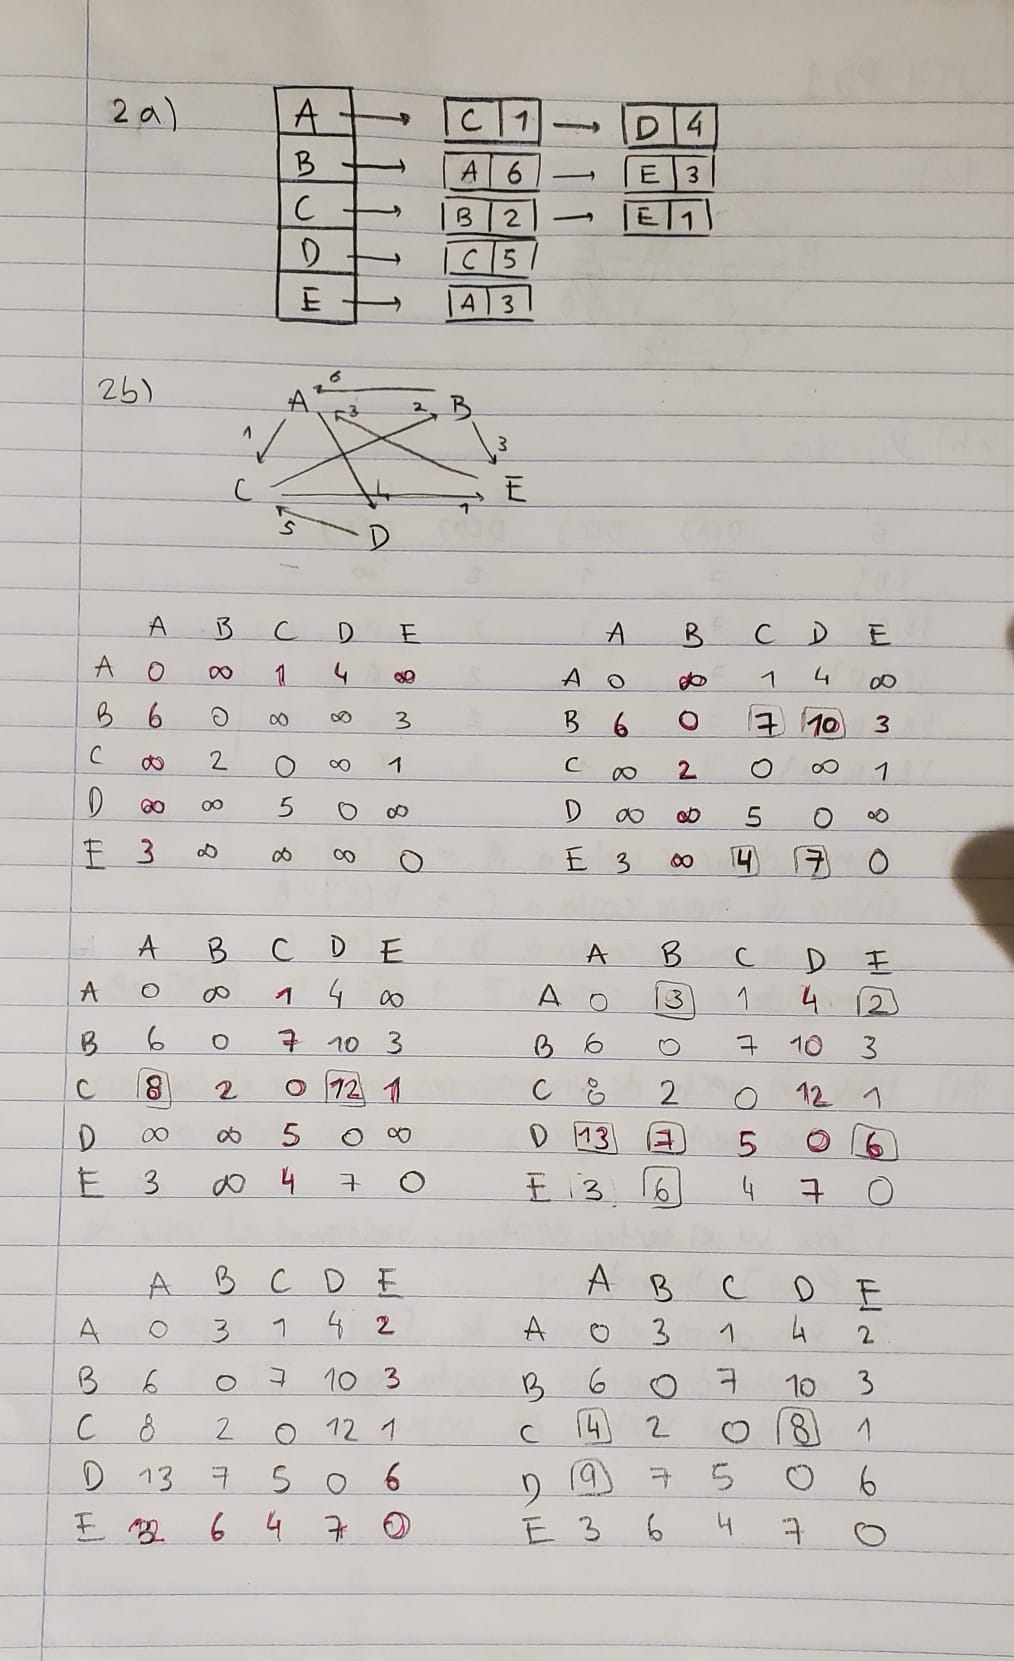 2a)
A → C 1 → D 4
B → A 6 → E 3
C → B 2 → E 1
D → C 5
E → A 3
2b)
6
A 3 2 B
1 3
C 4 E
1
5 D
A B C D E
A 0 ∞ 1 4 ∞
B 6 0 ∞ ∞ 3
C ∞ 2 0 ∞ 1
D ∞ ∞ 5 0 ∞
E 3 ∞ ∞ ∞ 0
A B C D E
A 0 ∞ 1 4 ∞
B 6 0 7 10 3
C ∞ 2 0 ∞ 1
D ∞ ∞ 5 0 ∞
E 3 ∞ 4 7 0
A B C D E
A 0 ∞ 1 4 ∞
B 6 0 7 10 3
C 8 2 0 12 1
D ∞ ∞ 5 0 ∞
E 3 ∞ 4 7 0
A B C D E
A 0 3 1 4 2
B 6 0 7 10 3
C 8 2 0 12 1
D 13 7 5 0 6
E 3 6 4 7 0
A B C D E
A 0 3 1 4 2
B 6 0 7 10 3
C 8 2 0 12 1
D 13 7 5 0 6
E 6 4 7 0
A B C D E
A 0 3 1 4 2
B 6 0 7 10 3
C 4 2 0 8 1
D 9 7 5 0 6
E 3 6 4 7 0